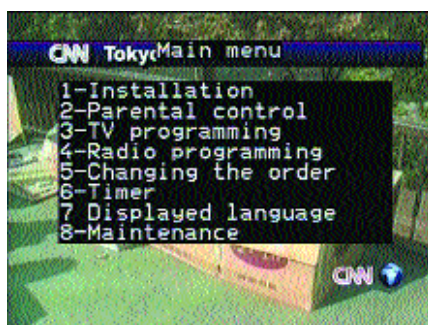 CNN Tokyo Main menu
1-Installation
2-Parental control
3-TV programming
4-Radio programming
5-Changing the order
6-Timer
7 Displayed language
8-Maintenance
CNN